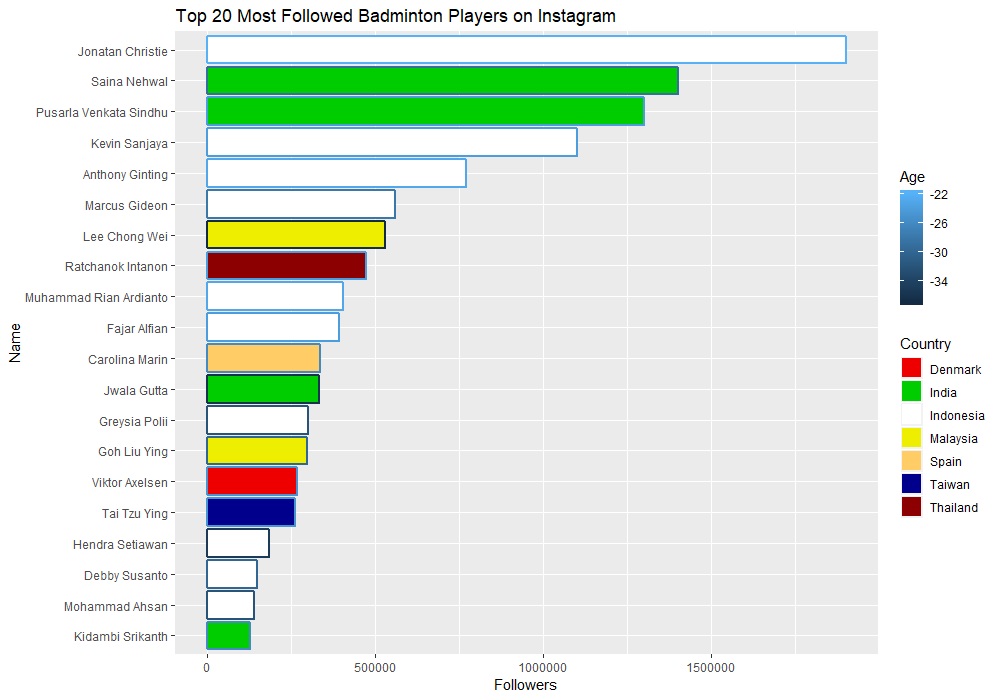 Top 20 Most Followed Badminton Players on Instagram
Name
Jonatan Christie
Saina Nehwal
Pusarla Venkata Sindhu
Kevin Sanjaya
Anthony Ginting
Marcus Gideon
Lee Chong Wei
Ratchanok Intanon
Muhammad Rian Ardianto
Fajar Alfian
Carolina Marin
Jwala Gutta
Greysia Polii
Goh Liu Ying
Viktor Axelsen
Tai Tzu Ying
Hendra Setiawan
Debby Susanto
Mohammad Ahsan
Kidambi Srikanth
0 500000 1000000 1500000
Followers
Age
-22
-26
-30
-34
Country
Denmark
India
Indonesia
Malaysia
Spain
Taiwan
Thailand